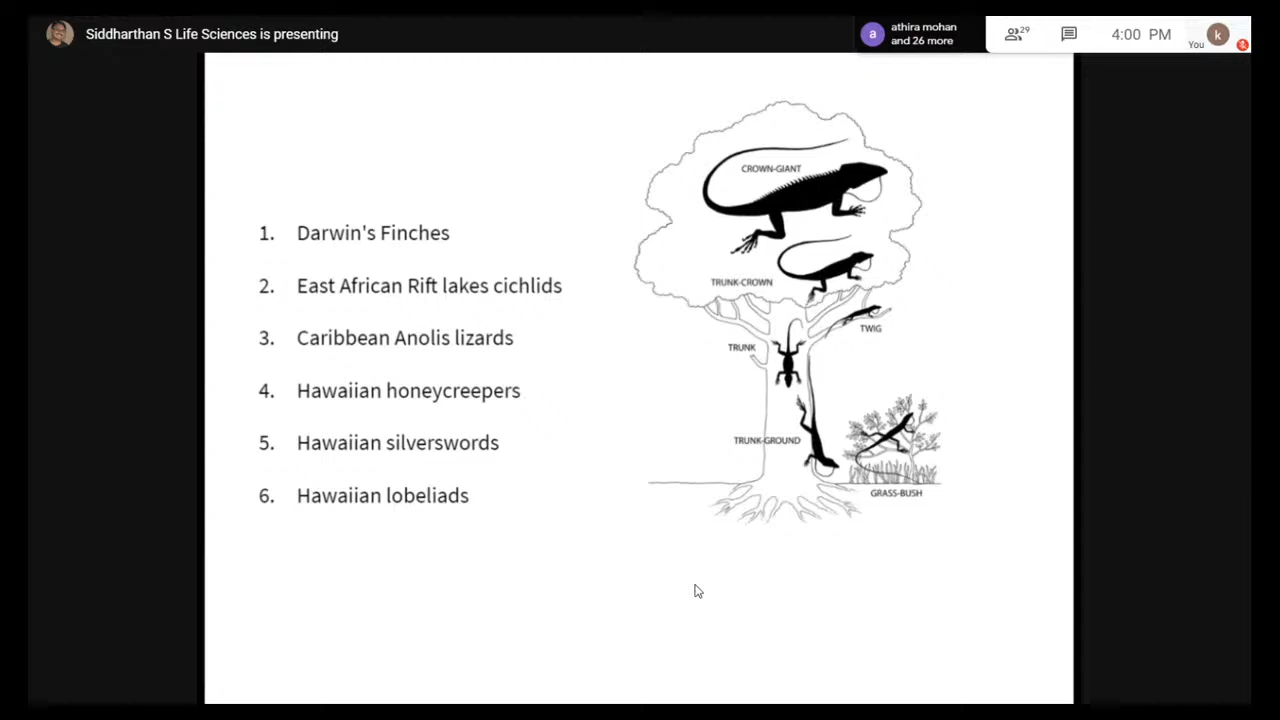 Siddharthan S Life Sciences is presenting
a
athira mohan
and 26 more
29
4:00 PM
You
k
CROWN-GIANT
1. Darwin's Finches
2. East African Rift lakes cichlids
TRUNK-CROWN
TWIG
3. Caribbean Anolis lizards
TRUNK
4. Hawaiian honeycreepers
5. Hawaiian silverswords
TRUNK-GROUND
6. Hawaiian lobeliads
GRASS-BUSH